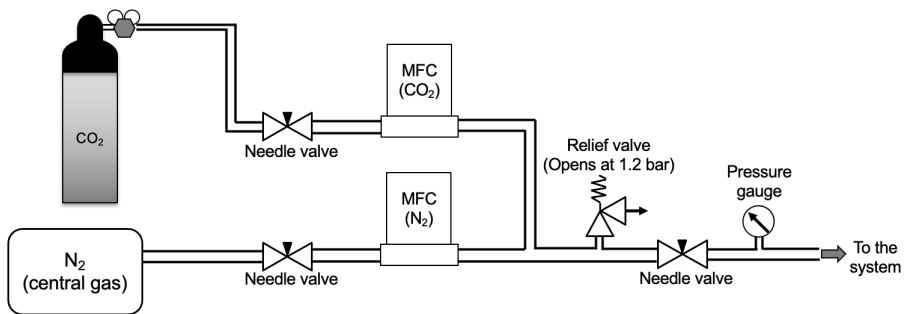 CO₂
Needle valve
MFC
(CO₂)
Relief valve
(Opens at 1.2 bar)
Pressure
gauge
N₂
(central gas)
Needle valve
MFC
(N₂)
Needle valve
To the
system